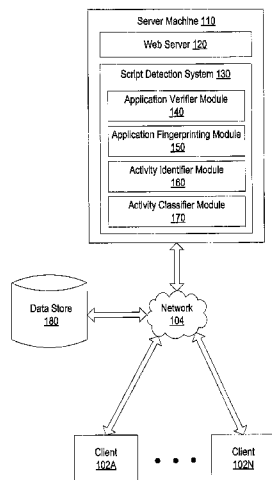 Server Machine 110
Web Server 120
Script Detection System 130
Application Verifier Module
140
Application Fingerprinting Module
150
Activity Identifier Module
160
Activity Classifier Module
170
Data Store
180
Network
104
Client
102A
Client
102N